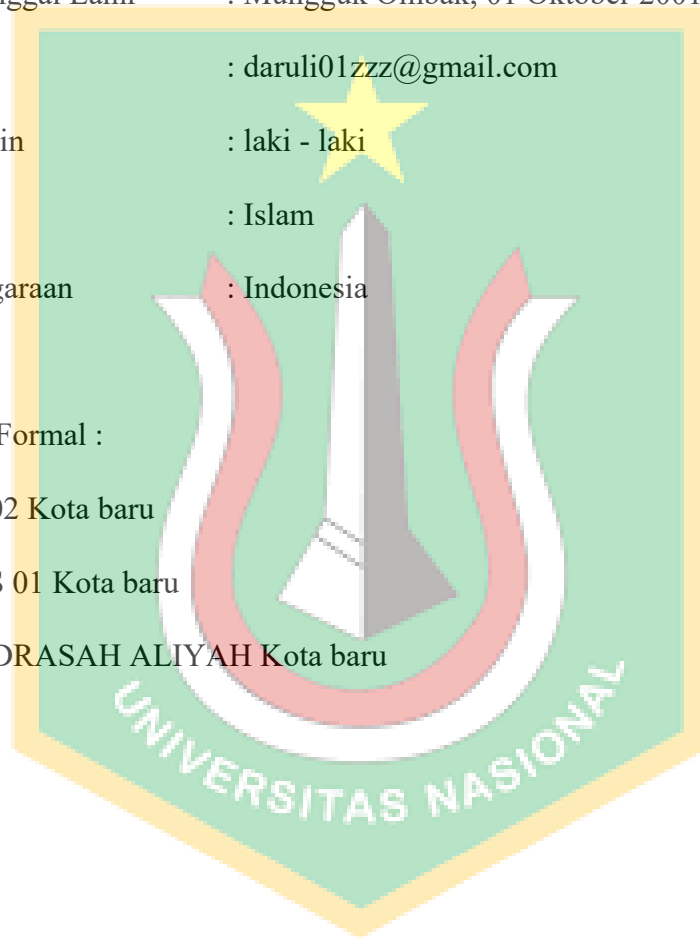 : daruli01zzz@gmail.com
in : laki - laki
: Islam
garaan : Indonesia
Formal :
02 Kota baru
01 Kota baru
DRASAH ALIYAH Kota baru
UNIVERSITAS NASIONAL